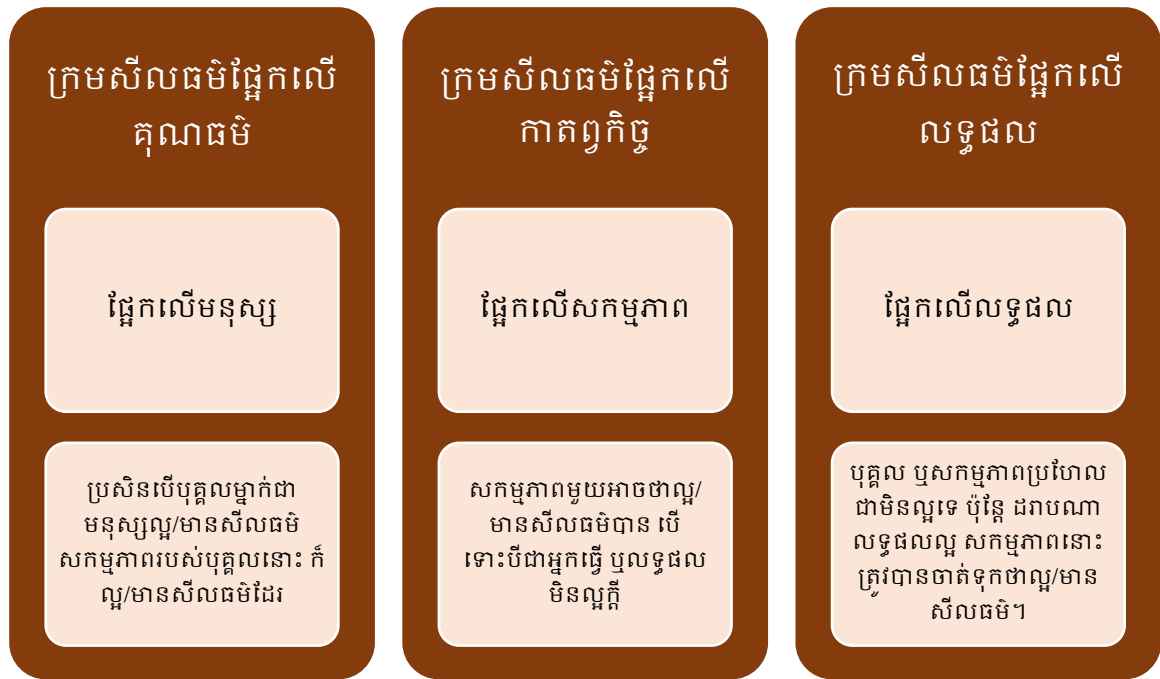 ក្រមសីលធម៌ផ្អែកលើ
គុណធម៌
ផ្អែកលើមនុស្ស
ប្រសិនបើបុគ្គលម្នាក់ជា
មនុស្សល្អ/មានសីលធម៌
សកម្មភាពរបស់បុគ្គលនោះ ក៏
ល្អ/មានសីលធម៌ដែរ
ក្រមសីលធម៌ផ្អែកលើ
កាតព្វកិច្ច
ផ្អែកលើសកម្មភាព
សកម្មភាពមួយអាចថាល្អ/
មានសីលធម៌បាន បើ
ទោះបីជាអ្នកធ្វើ ឬលទ្ធផល
មិនល្អក្តី
ក្រមសីលធម៌ផ្អែកលើ
លទ្ធផល
ផ្អែកលើលទ្ធផល
បុគ្គល ឬសកម្មភាពប្រហែល
ជាមិនល្អទេ ប៉ុន្តែ ដរាបណា
លទ្ធផលល្អ សកម្មភាពនោះ
ត្រូវបានចាត់ទុកថាល្អ/មាន
សីលធម៌។